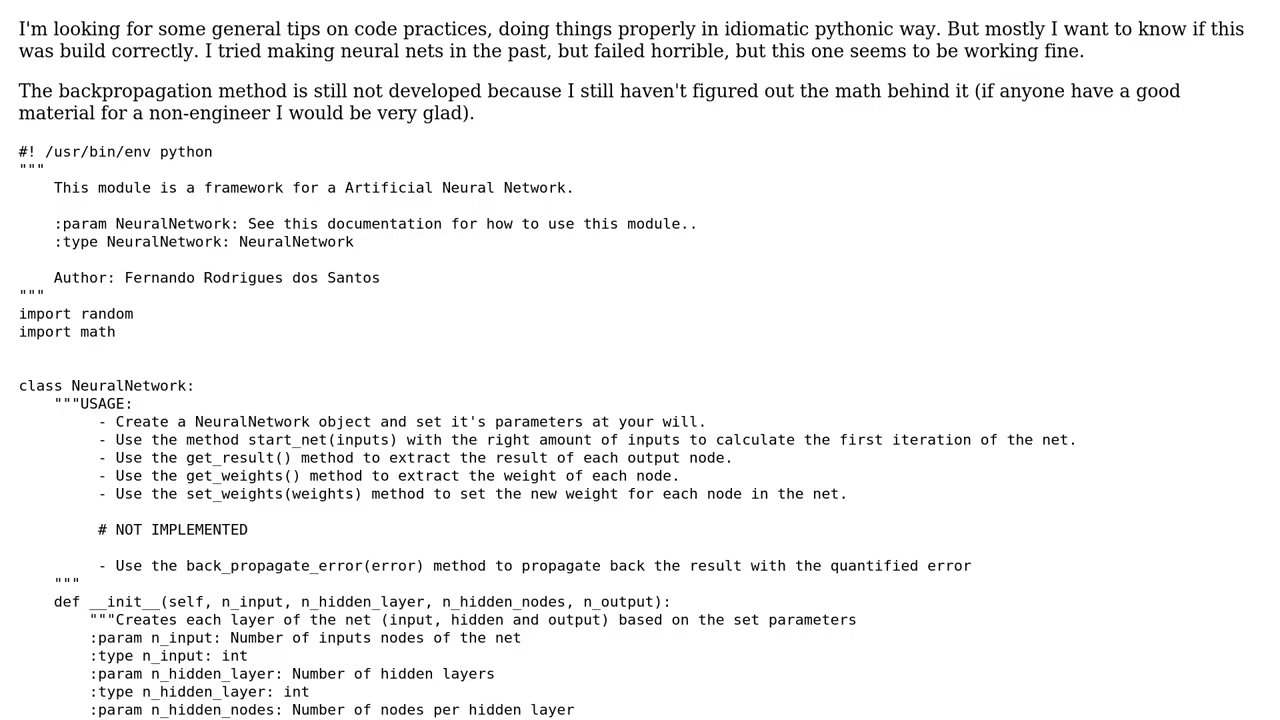 I'm looking for some general tips on code practices, doing things properly in idiomatic pythonic way. But mostly I want to know if this
was build correctly. I tried making neural nets in the past, but failed horrible, but this one seems to be working fine.
The backpropagation method is still not developed because I still haven't figured out the math behind it (if anyone have a good
material for a non-engineer I would be very glad).
#! /usr/bin/env python
"""
    This module is a framework for a Artificial Neural Network.
    :param NeuralNetwork: See this documentation for how to use this module..
    :type NeuralNetwork: NeuralNetwork
    Author: Fernando Rodrigues dos Santos
"""
import random
import math
class NeuralNetwork:
    """USAGE:
         - Create a NeuralNetwork object and set it's parameters at your will.
         - Use the method start_net(inputs) with the right amount of inputs to calculate the first iteration of the net.
         - Use the get_result() method to extract the result of each output node.
         - Use the get_weights() method to extract the weight of each node.
         - Use the set_weights(weights) method to set the new weight for each node in the net.
         # NOT IMPLEMENTED
         - Use the back_propagate_error(error) method to propagate back the result with the quantified error
    """
    def __init__(self, n_input, n_hidden_layer, n_hidden_nodes, n_output):
        """Creates each layer of the net (input, hidden and output) based on the set parameters
        :param n_input: Number of inputs nodes of the net
        :type n_input: int
        :param n_hidden_layer: Number of hidden layers
        :type n_hidden_layer: int
        :param n_hidden_nodes: Number of nodes per hidden layer